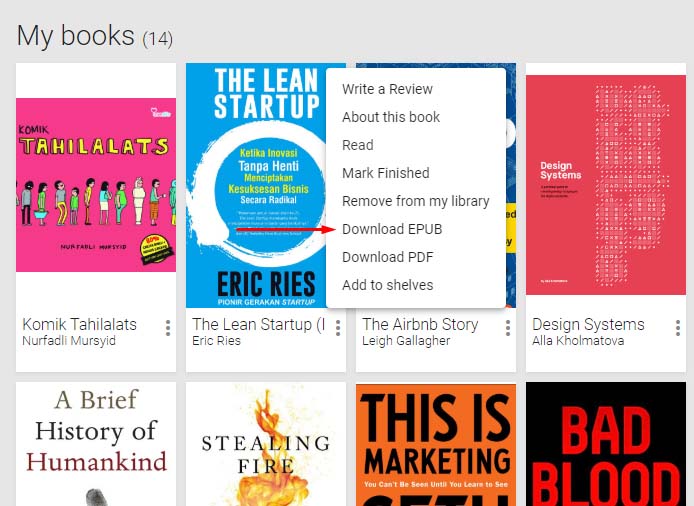 My books (14)
KOMIK
TAHILALATS
NURFADLI MURSYID
THE LEAN
STARTUP
Ketika Inovasi
Tanpa Henti
Menciptakan
Kesuksesan Bisnis
Secara Radikal
ERIC RIES
PIONIR GERAKAN STARTUP
Write a Review
About this book
Read
Mark Finished
Remove from my library
Download EPUB
Download PDF
Add to shelves
Design
Systems
Komik Tahilalats
Nurfadli Mursyid
The Lean Startup (I
Eric Ries
The Airbnb Story
Leigh Gallagher
Design Systems
Alla Kholmatova
A Brief
History of
Humankind
STEALING
FIRE
THIS IS
MARKETING
You Can't Be Seen Until You Learn to See
SETH
BAD
BLOOD